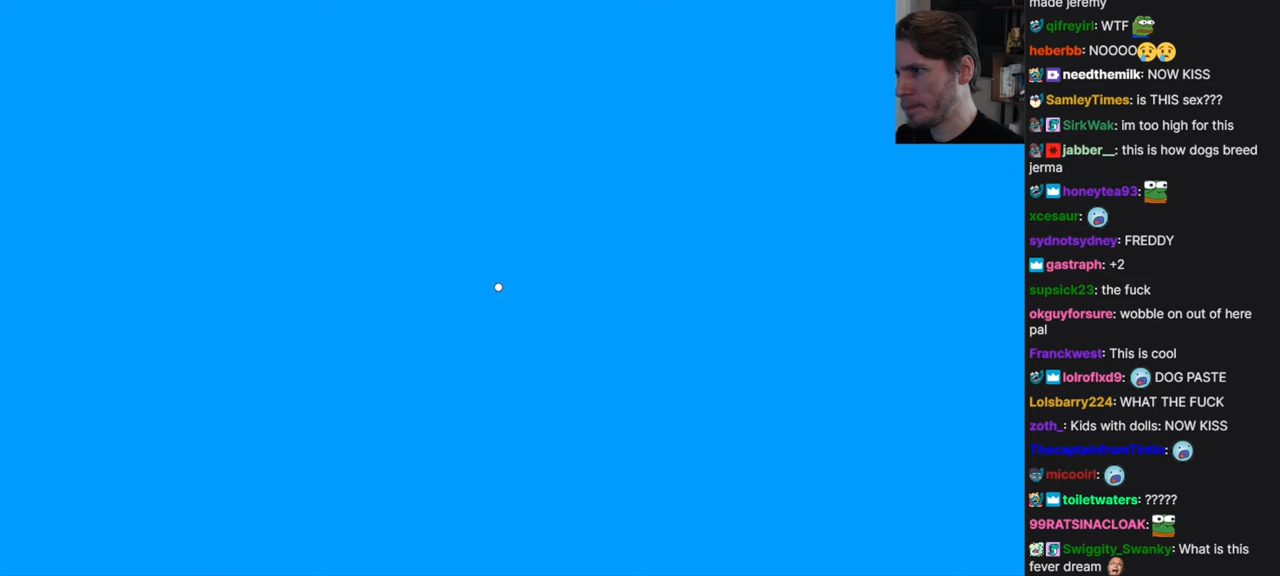 made jeremy
qifreyirl: WTF
heberbb: NOOOO
needthemilk: NOW KISS
SamleyTimes: is THIS sex???
SirkWak: im too high for this
jabber__: this is how dogs breed
jerma
honeytea93:
xcesaur:
sydnotsydney: FREDDY
gastraph: +2
supsick23: the fuck
okguyforsure: wobble on out of here
pal
Franckwest: This is cool
lolroflxd9: DOG PASTE
Lolsbarry224: WHAT THE FUCK
zoth_: Kids with dolls: NOW KISS
ThecaptainfromTintin:
micooirl:
toiletwaters: ?????
99RATSINACLOAK:
Swiggity_Swanky: What is this
fever dream